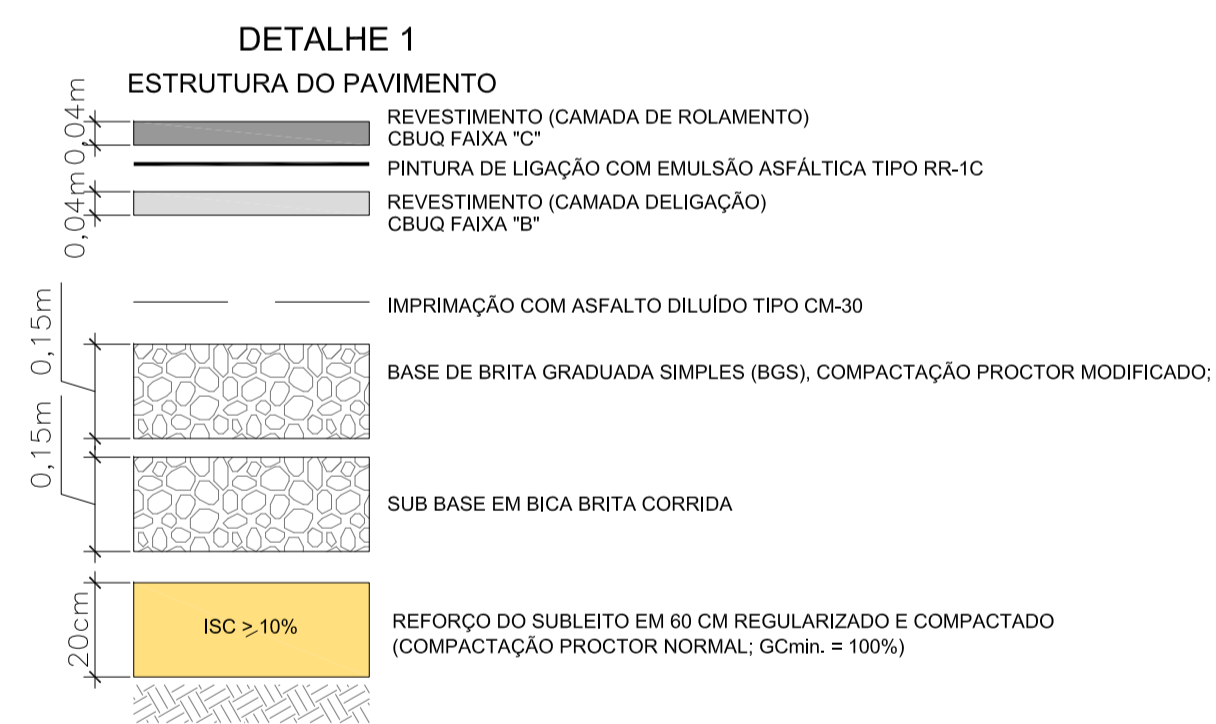 DETALHE 1
ESTRUTURA DO PAVIMENTO
0,04m
REVESTIMENTO (CAMADA DE ROLAMENTO)
CBUQ FAIXA "C"
PINTURA DE LIGAÇÃO COM EMULSÃO ASFÁLTICA TIPO RR-1C
0,04m
REVESTIMENTO (CAMADA DELIGAÇÃO)
CBUQ FAIXA "B"
IMPRIMAÇÃO COM ASFALTO DILUÍDO TIPO CM-30
0,15m
BASE DE BRITA GRADUADA SIMPLES (BGS), COMPACTAÇÃO PROCTOR MODIFICADO;
0,15m
SUB BASE EM BICA BRITA CORRIDA
20cm
ISC ≥ 10%
REFORÇO DO SUBLEITO EM 60 CM REGULARIZADO E COMPACTADO
(COMPACTAÇÃO PROCTOR NORMAL; GCmin. = 100%)